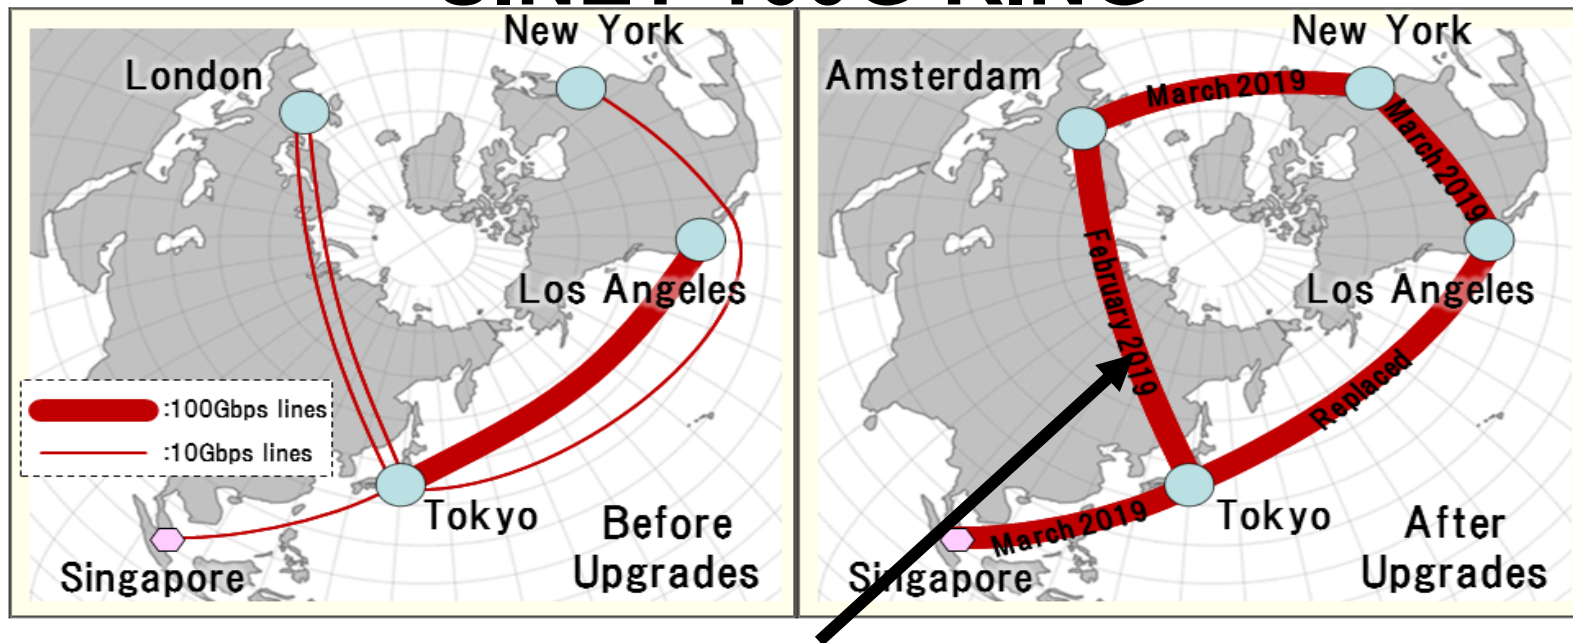 New York
London
Los Angeles
:100Gbps lines
:10Gbps lines
Tokyo
Singapore
Before
Upgrades
New York
Amsterdam
March 2019
March 2019
February 2019
Los Angeles
Replaced
March 2019
Tokyo
Singapore
After
Upgrades